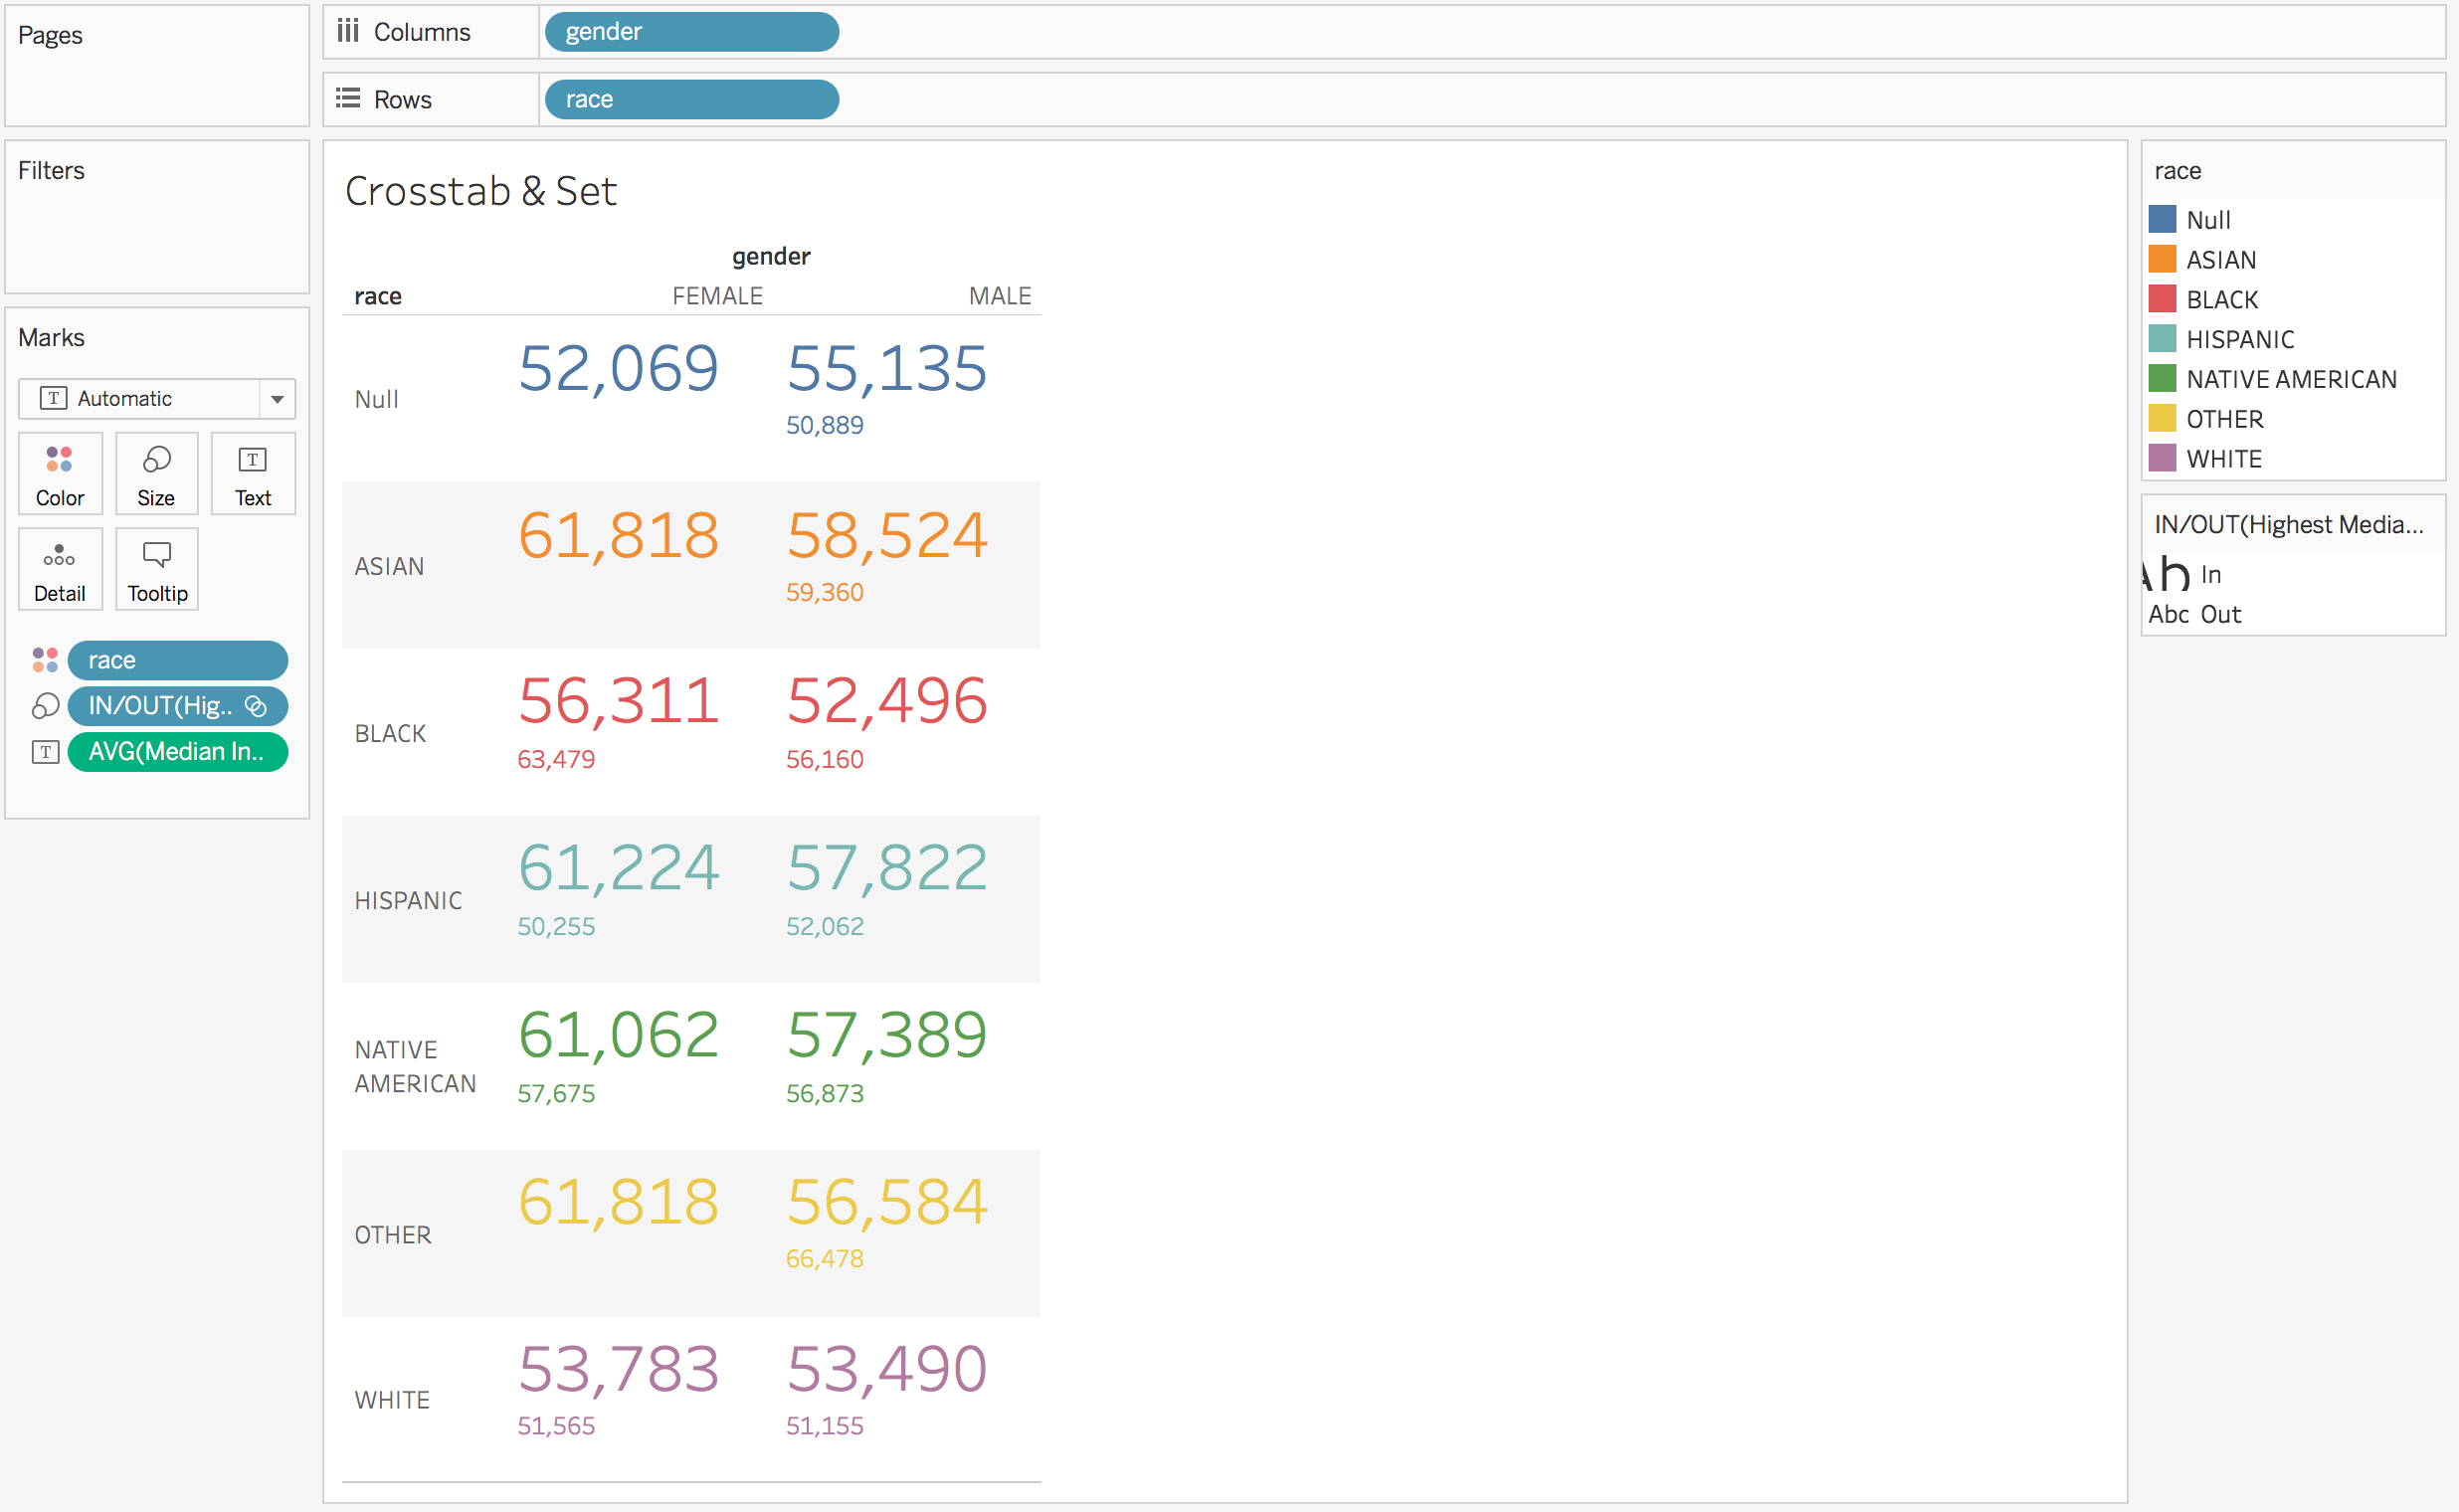 Pages
Columns gender
Rows race
Filters
Marks
T Automatic
Color Size T Text
Detail Tooltip
race
IN/OUT(Hig..
T AVG(Median In..
Crosstab & Set
gender
race FEMALE MALE
Null 52,069 55,135
50,889
ASIAN 61,818 58,524
59,360
BLACK 56,311 52,496
63,479 56,160
HISPANIC 61,224 57,822
50,255 52,062
NATIVE AMERICAN 61,062 57,389
57,675 56,873
OTHER 61,818 56,584
66,478
WHITE 53,783 53,490
51,565 51,155
race
Null
ASIAN
BLACK
HISPANIC
NATIVE AMERICAN
OTHER
WHITE
IN/OUT(Highest Media...
Ab In
Abc Out